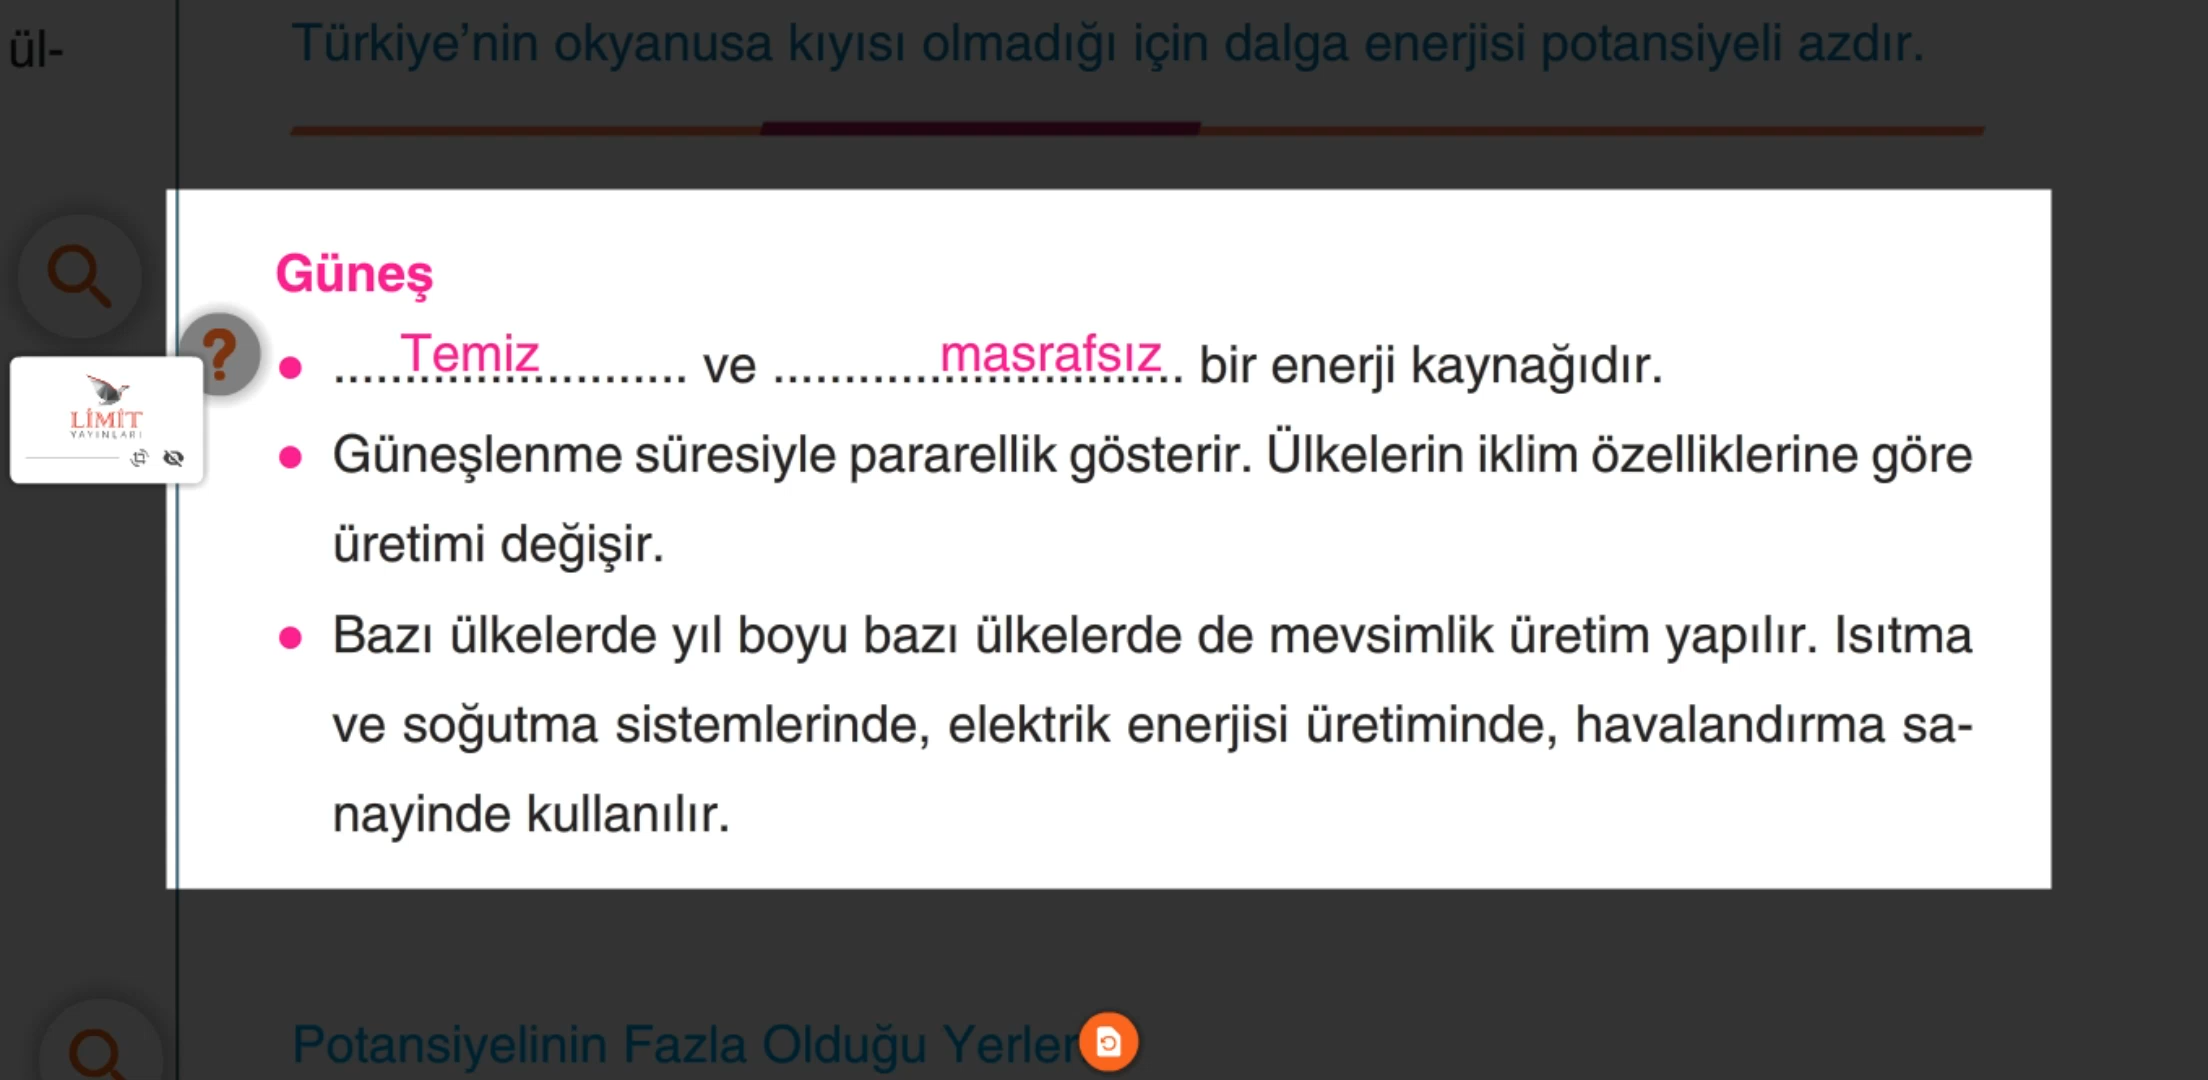 ül-
Türkiye’nin okyanusa kıyısı olmadığı için dalga enerjisi potansiyeli azdır.
Güneş
?
● ......Temiz............. ve ............masrafsız.. bir enerji kaynağıdır.
LİMİT
YAYINLARI
● Güneşlenme süresiyle pararellik gösterir. Ülkelerin iklim özelliklerine göre
üretimi değişir.
● Bazı ülkelerde yıl boyu bazı ülkelerde de mevsimlik üretim yapılır. Isıtma
ve soğutma sistemlerinde, elektrik enerjisi üretiminde, havalandırma sa-
nayinde kullanılır.
Potansiyelinin Fazla Olduğu Yerler